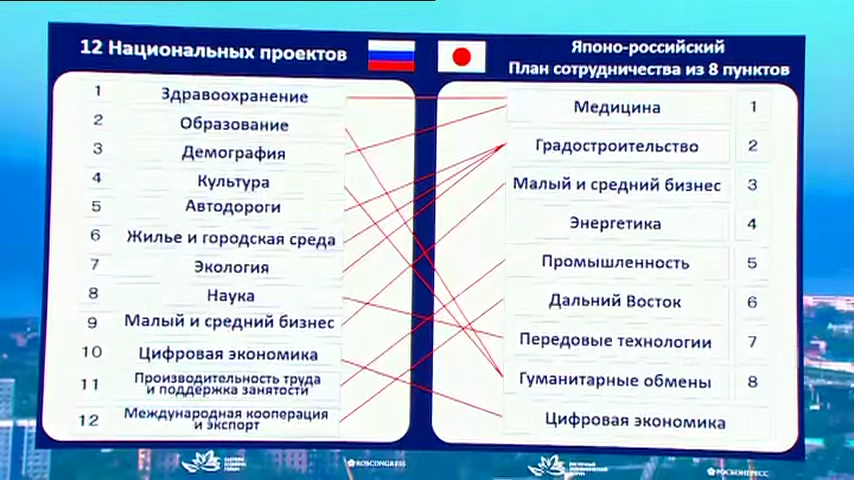 12 Национальных проектов
1 Здравоохранение
2 Образование
3 Демография
4 Культура
5 Автодороги
6 Жилье и городская среда
7 Экология
8 Наука
9 Малый и средний бизнес
10 Цифровая экономика
11 Производительность труда
и поддержка занятости
12 Международная кооперация
и экспорт
Японо-российский
План сотрудничества из 8 пунктов
Медицина 1
Градостроительство 2
Малый и средний бизнес 3
Энергетика 4
Промышленность 5
Дальний Восток 6
Передовые технологии 7
Гуманитарные обмены 8
Цифровая экономика
ROSCONGRESS
РОСКОНГРЕСС